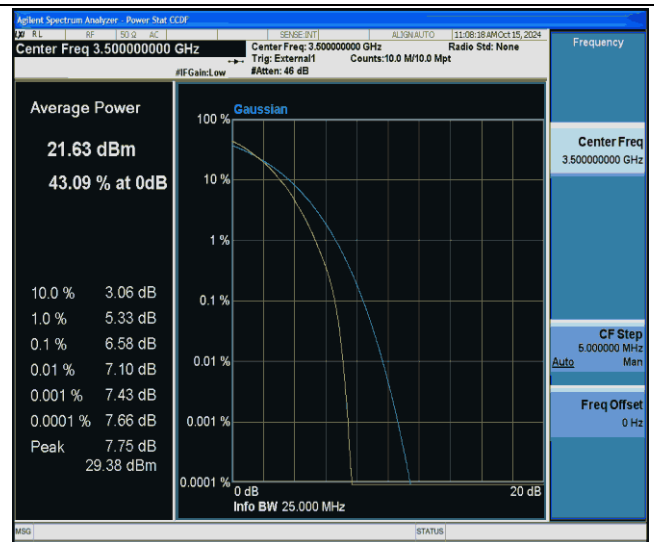 Agilent Spectrum Analyzer - Power Stat CCDF
RL RF 50 Ω AC SENSE:INT ALIGNAUTO 11:08:18 AM Oct 15, 2024
Center Freq 3.500000000 GHz
Center Freq: 3.500000000 GHz Radio Std: None
Trig: External1 Counts:10.0 M/10.0 Mpt
#IFGain:Low #Atten: 46 dB
Frequency
Average Power
21.63 dBm
43.09 % at 0dB
10.0 % 3.06 dB
1.0 % 5.33 dB
0.1 % 6.58 dB
0.01 % 7.10 dB
0.001 % 7.43 dB
0.0001 % 7.66 dB
Peak 7.75 dB
29.38 dBm
Gaussian
100 %
10 %
1 %
0.1 %
0.01 %
0.001 %
0.0001 %
0 dB 20 dB
Info BW 25.000 MHz
Center Freq
3.500000000 GHz
CF Step
5.000000 MHz
Auto Man
Freq Offset
0 Hz
MSG STATUS